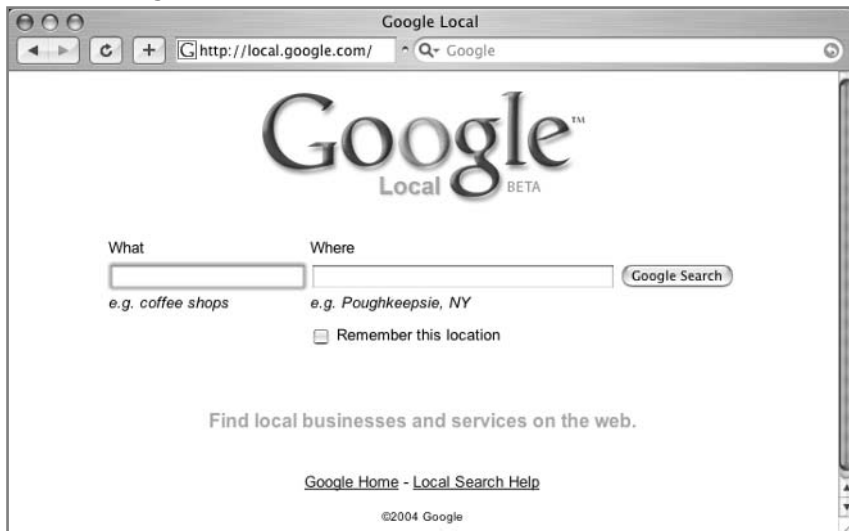 Google Local
http://local.google.com/ Google
Google™
Local BETA
What Where
Google Search
e.g. coffee shops e.g. Poughkeepsie, NY
Remember this location
Find local businesses and services on the web.
Google Home - Local Search Help
©2004 Google